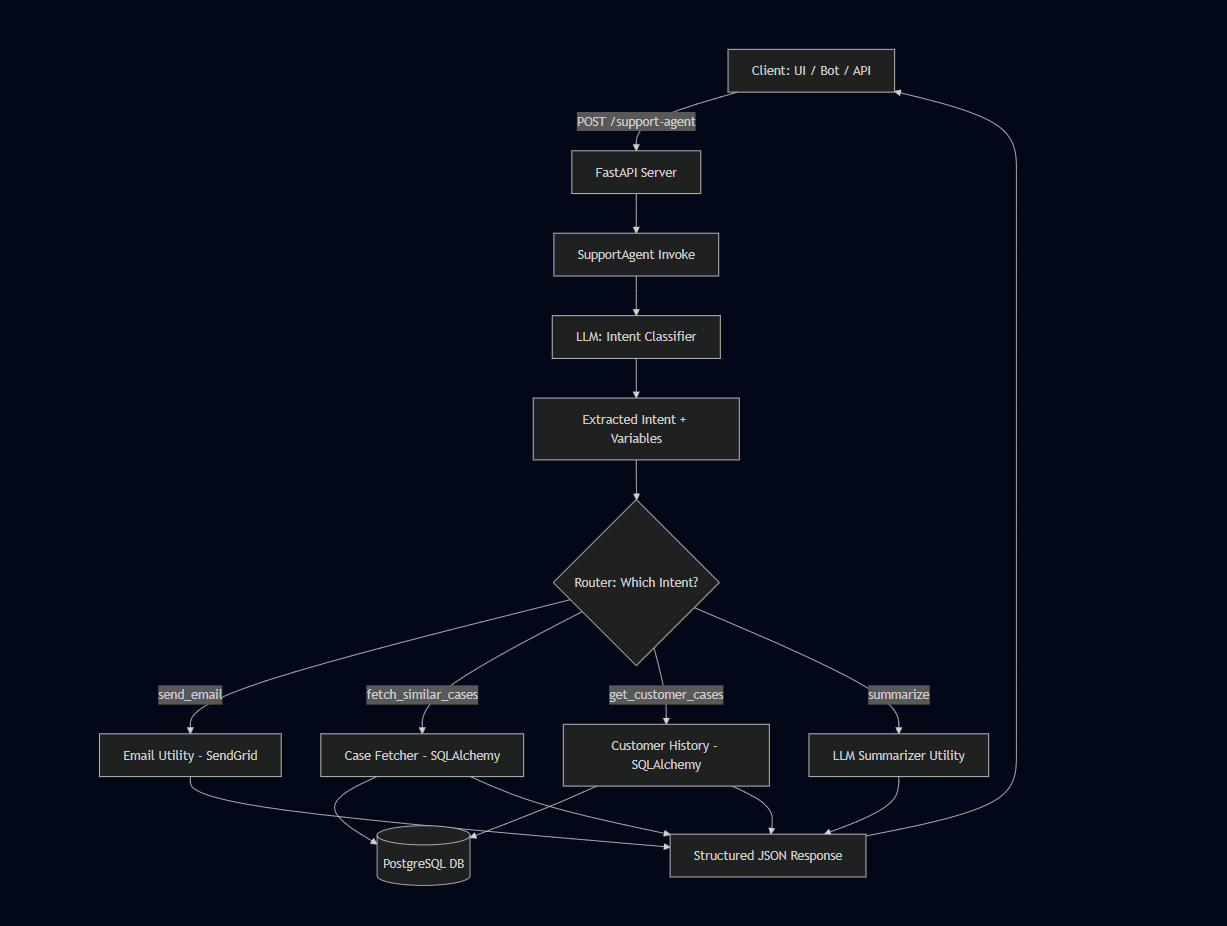 Client: UI / Bot / API
POST /support-agent
FastAPI Server
SupportAgent Invoke
LLM: Intent Classifier
Extracted Intent +
Variables
Router: Which Intent?
send_email
fetch_similar_cases
get_customer_cases
summarize
Email Utility - SendGrid
Case Fetcher - SQLAlchemy
Customer History -
SQLAlchemy
LLM Summarizer Utility
PostgreSQL DB
Structured JSON Response